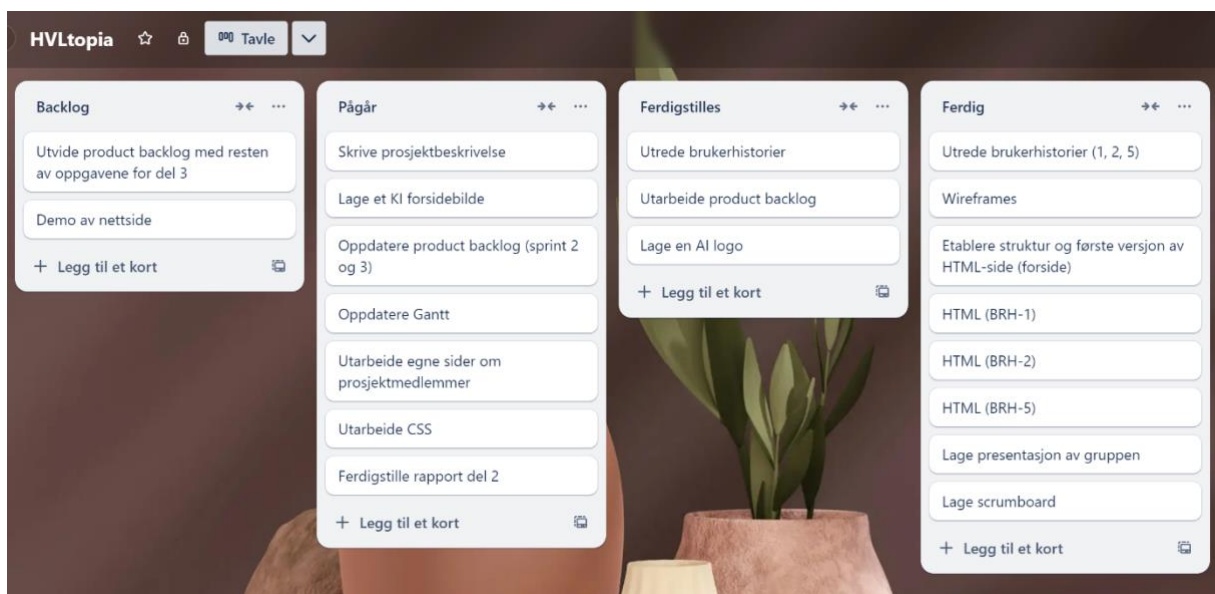 HVLtopia
Tavle
Backlog
Utvide product backlog med resten
av oppgavene for del 3
Demo av nettside
+ Legg til et kort
Pågår
Skrive prosjektbeskrivelse
Lage et KI forsidebilde
Oppdatere product backlog (sprint 2
og 3)
Oppdatere Gantt
Utarbeide egne sider om
prosjektmedlemmer
Utarbeide CSS
Ferdigstille rapport del 2
+ Legg til et kort
Ferdigstilles
Utrede brukerhistorier
Utarbeide product backlog
Lage en AI logo
+ Legg til et kort
Ferdig
Utrede brukerhistorier (1, 2, 5)
Wireframes
Etablere struktur og første versjon av
HTML-side (forside)
HTML (BRH-1)
HTML (BRH-2)
HTML (BRH-5)
Lage presentasjon av gruppen
Lage scrumboard
+ Legg til et kort